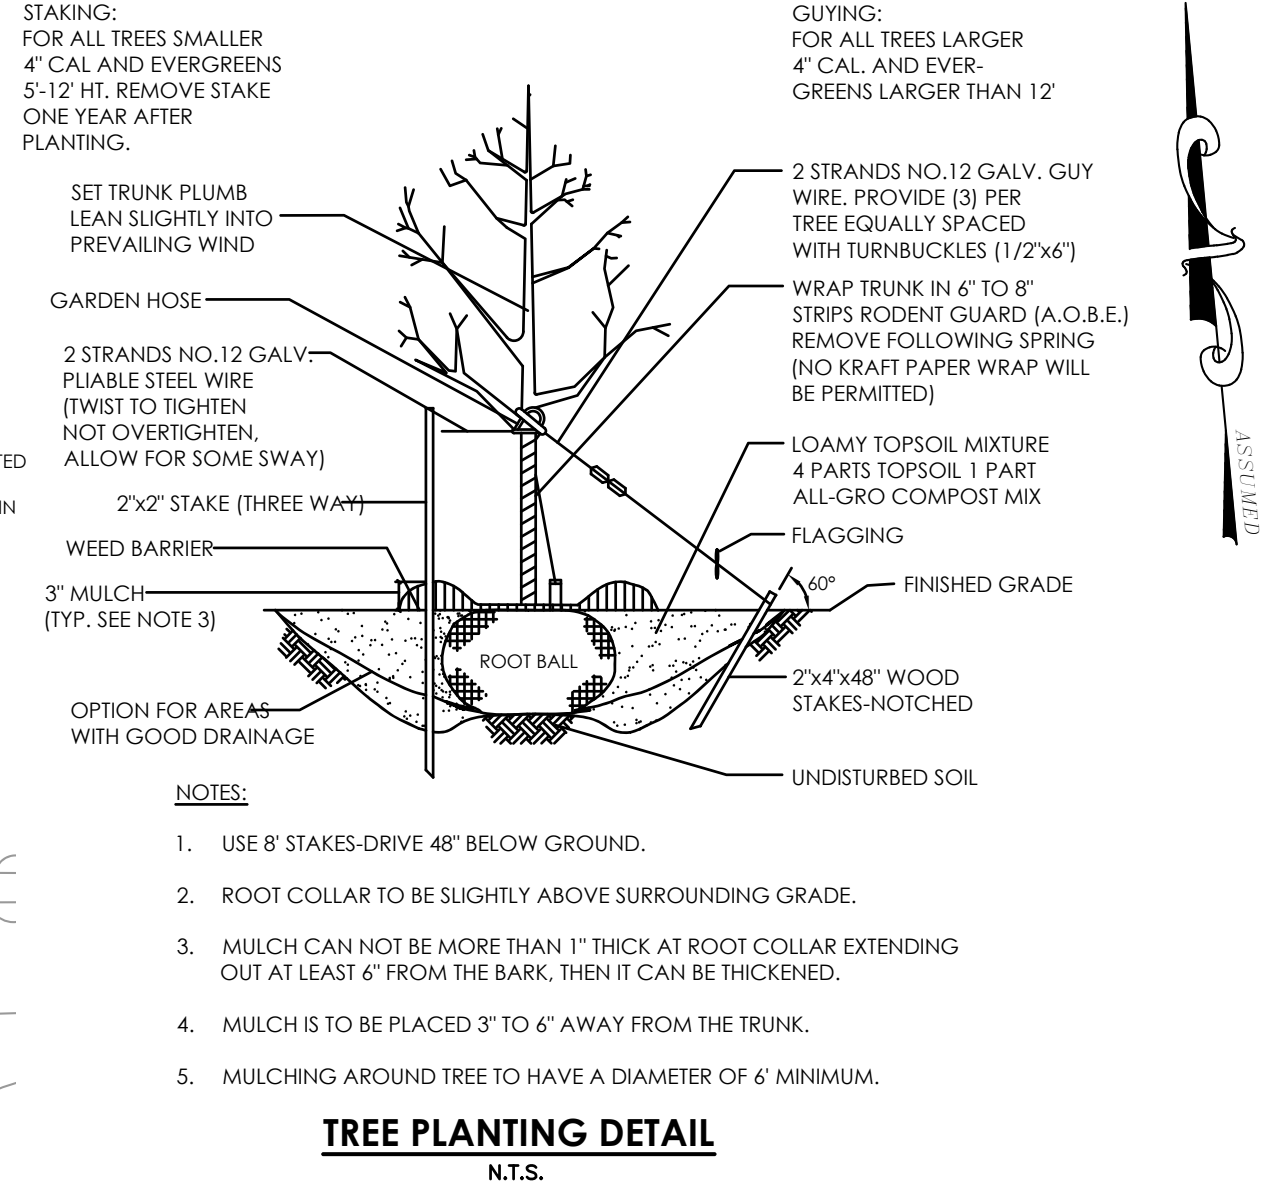 STAKING:
FOR ALL TREES SMALLER
4" CAL AND EVERGREENS
5'-12' HT. REMOVE STAKE
ONE YEAR AFTER
PLANTING.
SET TRUNK PLUMB
LEAN SLIGHTLY INTO
PREVAILING WIND
GARDEN HOSE
2 STRANDS NO.12 GALV.
PLIABLE STEEL WIRE
(TWIST TO TIGHTEN
NOT OVERTIGHTEN,
ALLOW FOR SOME SWAY)
TED
IN
2"x2" STAKE (THREE WAY)
WEED BARRIER
3" MULCH
(TYP. SEE NOTE 3)
OPTION FOR AREAS
WITH GOOD DRAINAGE
GUYING:
FOR ALL TREES LARGER
4" CAL. AND EVER-
GREENS LARGER THAN 12'
2 STRANDS NO.12 GALV. GUY
WIRE. PROVIDE (3) PER
TREE EQUALLY SPACED
WITH TURNBUCKLES (1/2"x6")
WRAP TRUNK IN 6" TO 8"
STRIPS RODENT GUARD (A.O.B.E.)
REMOVE FOLLOWING SPRING
(NO KRAFT PAPER WRAP WILL
BE PERMITTED)
LOAMY TOPSOIL MIXTURE
4 PARTS TOPSOIL 1 PART
ALL-GRO COMPOST MIX
FLAGGING
60°
FINISHED GRADE
ROOT BALL
2"x4"x48" WOOD
STAKES-NOTCHED
UNDISTURBED SOIL
ASSUMED
NOTES:
1. USE 8' STAKES-DRIVE 48" BELOW GROUND.
2. ROOT COLLAR TO BE SLIGHTLY ABOVE SURROUNDING GRADE.
3. MULCH CAN NOT BE MORE THAN 1" THICK AT ROOT COLLAR EXTENDING
OUT AT LEAST 6" FROM THE BARK, THEN IT CAN BE THICKENED.
4. MULCH IS TO BE PLACED 3" TO 6" AWAY FROM THE TRUNK.
5. MULCHING AROUND TREE TO HAVE A DIAMETER OF 6' MINIMUM.
TREE PLANTING DETAIL
N.T.S.